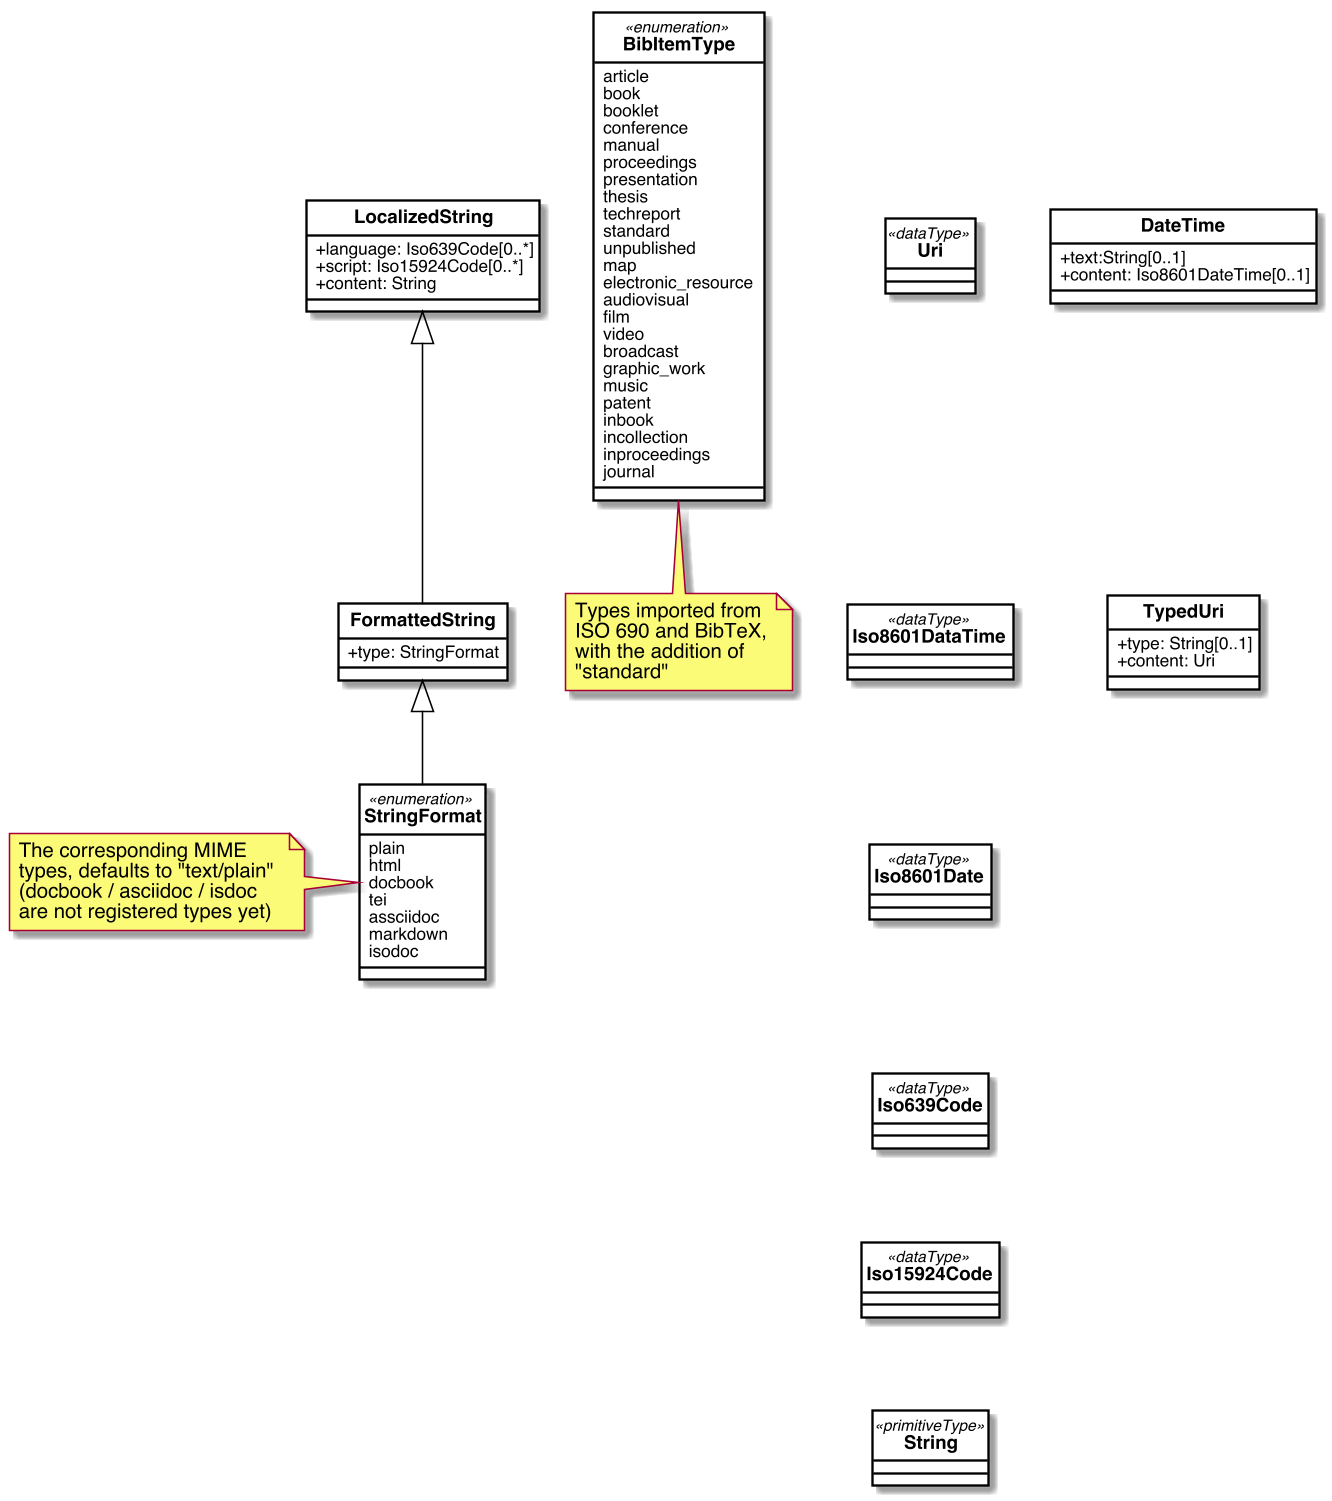 «enumeration»
BibItemType
article
book
booklet
conference
manual
proceedings
presentation
thesis
techreport
standard
unpublished
map
electronic_resource
audiovisual
film
video
broadcast
graphic_work
music
patent
inbook
incollection
inproceedings
journal
LocalizedString
+language: Iso639Code[0..*]
+script: Iso15924Code[0..*]
+content: String
«dataType»
Uri
DateTime
+text:String[0..1]
+content: Iso8601DateTime[0..1]
FormattedString
+type: StringFormat
Types imported from
ISO 690 and BibTeX,
with the addition of
"standard"
«dataType»
Iso8601DataTime
TypedUri
+type: String[0..1]
+content: Uri
The corresponding MIME
types, defaults to "text/plain"
(docbook / asciidoc / isdoc
are not registered types yet)
«enumeration»
StringFormat
plain
html
docbook
tei
assciidoc
markdown
isodoc
«dataType»
Iso8601Date
«dataType»
Iso639Code
«dataType»
Iso15924Code
«primitiveType»
String